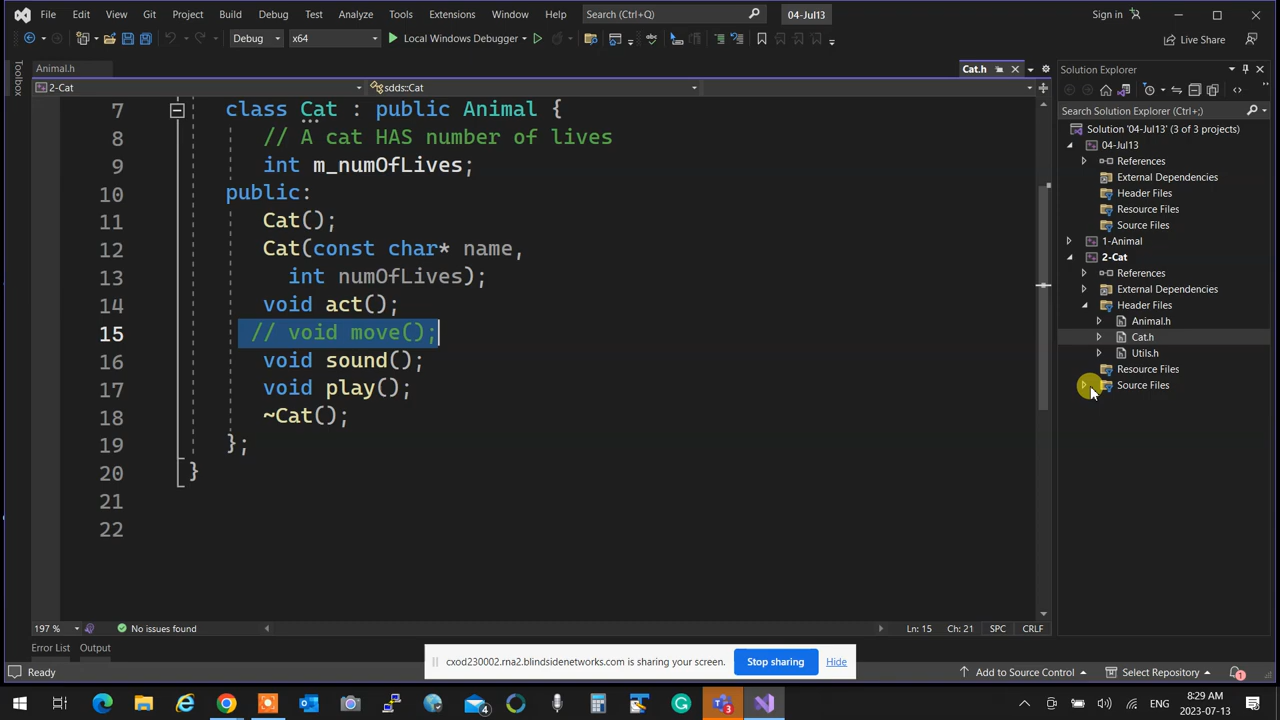 File Edit View Git Project Build Debug Test Analyze Tools Extensions Window Help Search (Ctrl+Q) 04-Jul13 Sign in
Debug x64 Local Windows Debugger Live Share
Toolbox
Animal.h Cat.h
2-Cat sdds::Cat
7 class Cat : public Animal {
8 // A cat HAS number of lives
9 int m_numOfLives;
10 public:
11 Cat();
12 Cat(const char* name,
13 int numOfLives);
14 void act();
15 // void move();
16 void sound();
17 void play();
18 ~Cat();
19 };
20 }
21
22
197 % No issues found Ln: 15 Ch: 21 SPC CRLF
Solution Explorer
Search Solution Explorer (Ctrl+;)
Solution '04-Jul13' (3 of 3 projects)
04-Jul13
References
External Dependencies
Header Files
Resource Files
Source Files
1-Animal
2-Cat
References
External Dependencies
Header Files
Animal.h
Cat.h
Utils.h
Resource Files
Source Files
Error List Output
cxod230002.rna2.blindsidenetworks.com is sharing your screen. Stop sharing Hide
Ready Add to Source Control Select Repository 1
4 3 ENG 8:29 AM
2023-07-13